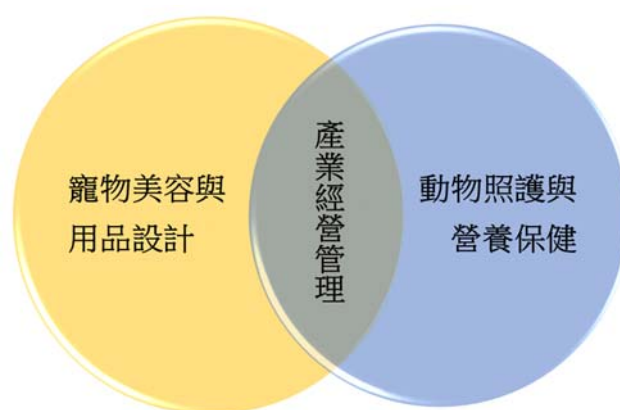 寵物美容與
用品設計
產業經營管理
動物照護與
營養保健